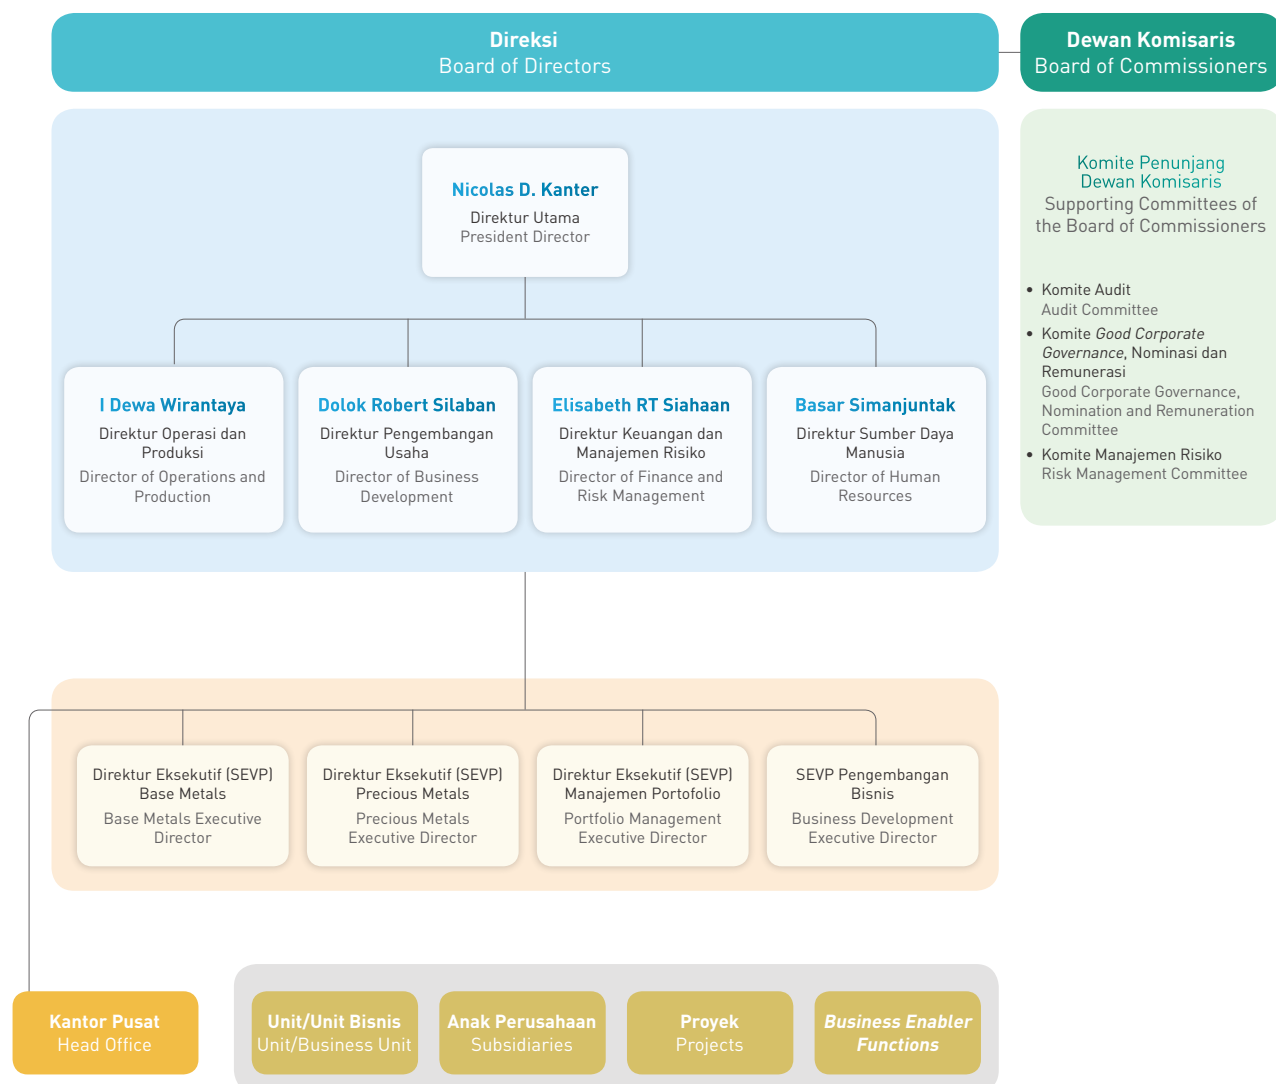 Direksi
Board of Directors
Dewan Komisaris
Board of Commissioners
Nicolas D. Kanter
Direktur Utama
President Director
I Dewa Wirantaya
Direktur Operasi dan
Produksi
Director of Operations and
Production
Dolok Robert Silaban
Direktur Pengembangan
Usaha
Director of Business
Development
Elisabeth RT Siahaan
Direktur Keuangan dan
Manajemen Risiko
Director of Finance and
Risk Management
Basar Simanjuntak
Direktur Sumber Daya
Manusia
Director of Human
Resources
Komite Penunjang
Dewan Komisaris
Supporting Committees of
the Board of Commissioners
• Komite Audit
Audit Committee
• Komite Good Corporate
Governance, Nominasi dan
Remunerasi
Good Corporate Governance,
Nomination and Remuneration
Committee
• Komite Manajemen Risiko
Risk Management Committee
Direktur Eksekutif (SEVP)
Base Metals
Base Metals Executive
Director
Direktur Eksekutif (SEVP)
Precious Metals
Precious Metals
Executive Director
Direktur Eksekutif (SEVP)
Manajemen Portofolio
Portfolio Management
Executive Director
SEVP Pengembangan
Bisnis
Business Development
Executive Director
Kantor Pusat
Head Office
Unit/Unit Bisnis
Unit/Business Unit
Anak Perusahaan
Subsidiaries
Proyek
Projects
Business Enabler
Functions